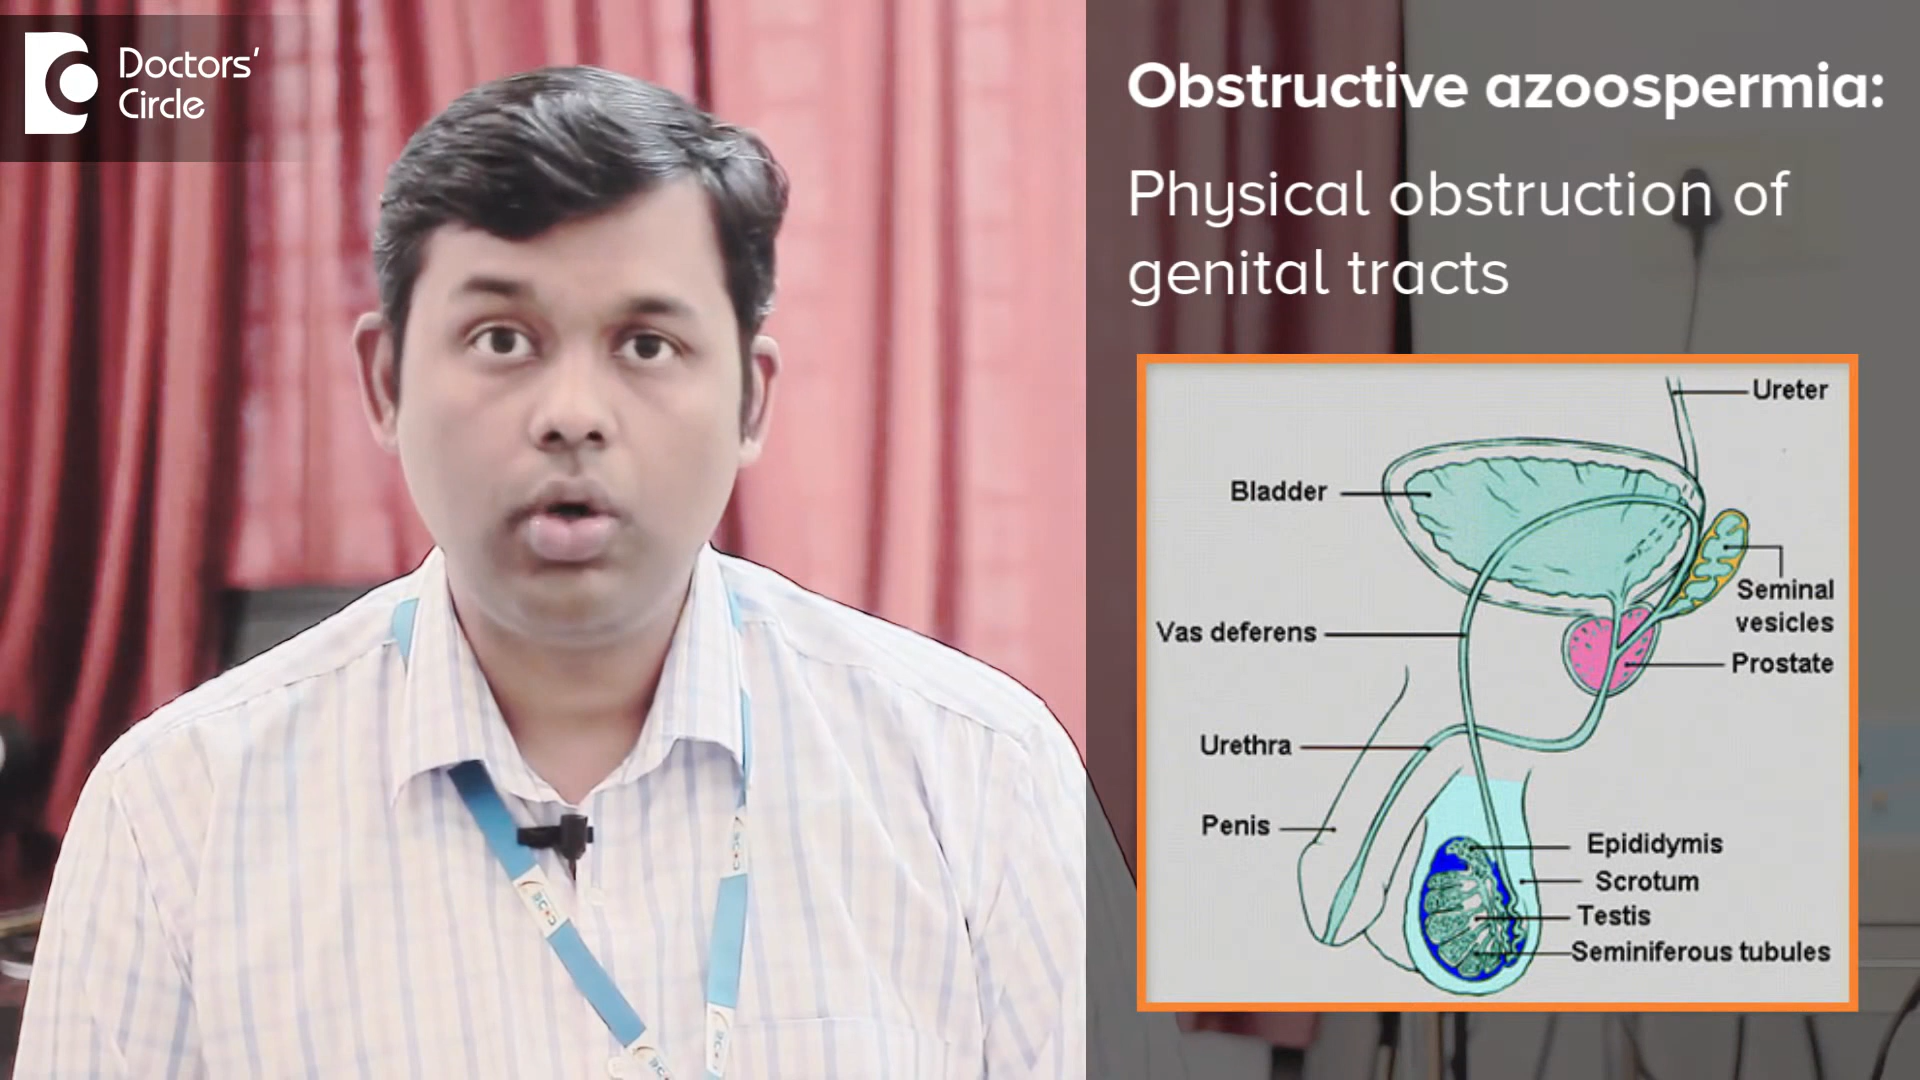 Doctors'
Circle
Obstructive azoospermia:
Physical obstruction of
genital tracts
Ureter
Bladder
Seminal
vesicles
Vas deferens
Prostate
Urethra
Penis
Epididymis
Scrotum
Testis
Seminiferous tubules